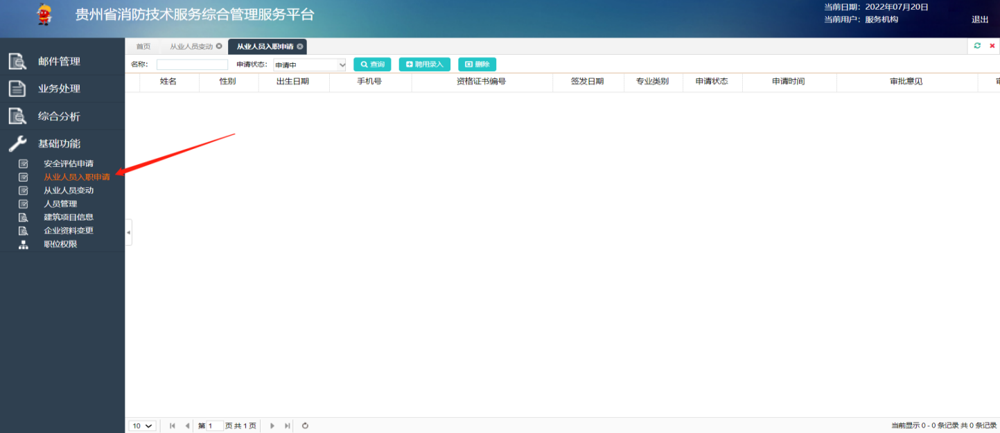 贵州省消防技术服务综合管理服务平台
当前日期：2022年07月20日
当前用户：服务机构
退出
首页 从业人员变动 从业人员入职申请
邮件管理
业务处理
综合分析
基础功能
安全评估申请
从业人员入职申请
从业人员变动
人员管理
建筑项目信息
企业资料变更
职位权限
名称： 申请状态： 申请中 查询 聘用录入 删除
姓名 性别 出生日期 手机号 资格证书编号 签发日期 专业类别 申请状态 申请时间 审批意见
10 第 1 页 共 1 页 当前显示 0 - 0 条记录 共 0 条记录